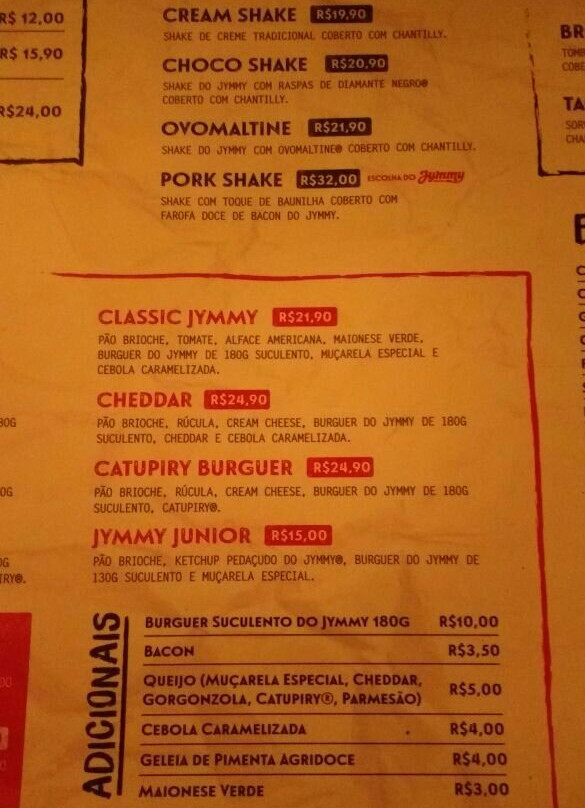 R$ 12,00
R$ 15,90
R$24,00
CREAM SHAKE R$19,90
SHAKE DE CREME TRADICIONAL COBERTO COM CHANTILLY.
CHOCO SHAKE R$20,90
SHAKE DO JYMMY COM RASPAS DE DIAMANTE NEGRO®
COBERTO COM CHANTILLY.
OVOMALTINE R$21,90
SHAKE DO JYMMY COM OVOMALTINE® COBERTO COM CHANTILLY.
PORK SHAKE R$32,00 ESCOLHA DO Jymmy
SHAKE COM TOQUE DE BAUNILHA COBERTO COM
FAROFA DOCE DE BACON DO JYMMY.
CLASSIC JYMMY R$21,90
PÃO BRIOCHE, TOMATE, ALFACE AMERICANA, MAIONESE VERDE,
BURGUER DO JYMMY DE 180G SUCULENTO, MUÇARELA ESPECIAL E
CEBOLA CARAMELIZADA.
CHEDDAR R$24,90
PÃO BRIOCHE, RÚCULA, CREAM CHEESE, BURGUER DO JYMMY DE 180G
SUCULENTO, CHEDDAR E CEBOLA CARAMELIZADA.
CATUPIRY BURGUER R$24,90
PÃO BRIOCHE, RÚCULA, CREAM CHEESE, BURGUER DO JYMMY DE 180G
SUCULENTO, CATUPIRY®.
JYMMY JUNIOR R$15,00
PÃO BRIOCHE, KETCHUP PEDAÇUDO DO JYMMY®, BURGUER DO JYMMY DE
130G SUCULENTO E MUÇARELA ESPECIAL.
ADICIONAIS
BURGUER SUCULENTO DO JYMMY 180G R$10,00
BACON R$3,50
QUEIJO (MUÇARELA ESPECIAL, CHEDDAR,
GORGONZOLA, CATUPIRY®, PARMESÃO) R$5,00
CEBOLA CARAMELIZADA R$4,00
GELEIA DE PIMENTA AGRIDOCE R$4,00
MAIONESE VERDE R$3,00